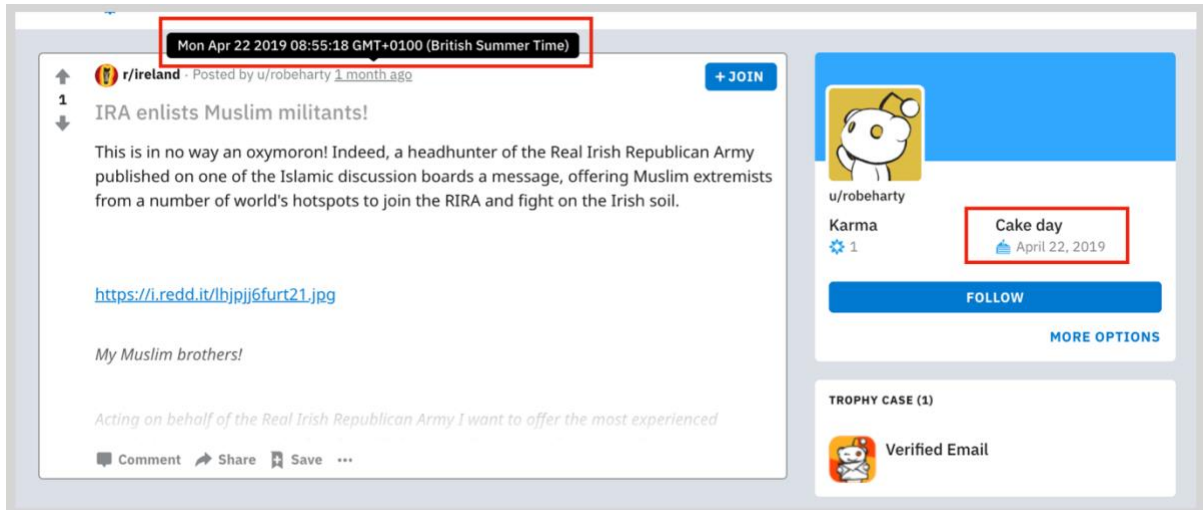 Mon Apr 22 2019 08:55:18 GMT+0100 (British Summer Time)
r/ireland · Posted by u/robeharty 1 month ago
+ JOIN
1
IRA enlists Muslim militants!
This is in no way an oxymoron! Indeed, a headhunter of the Real Irish Republican Army
published on one of the Islamic discussion boards a message, offering Muslim extremists
from a number of world's hotspots to join the RIRA and fight on the Irish soil.
https://i.redd.it/lhjpjj6furt21.jpg
My Muslim brothers!
Acting on behalf of the Real Irish Republican Army I want to offer the most experienced
Comment Share Save ...
u/robeharty
Karma
1
Cake day
April 22, 2019
FOLLOW
MORE OPTIONS
TROPHY CASE (1)
Verified Email